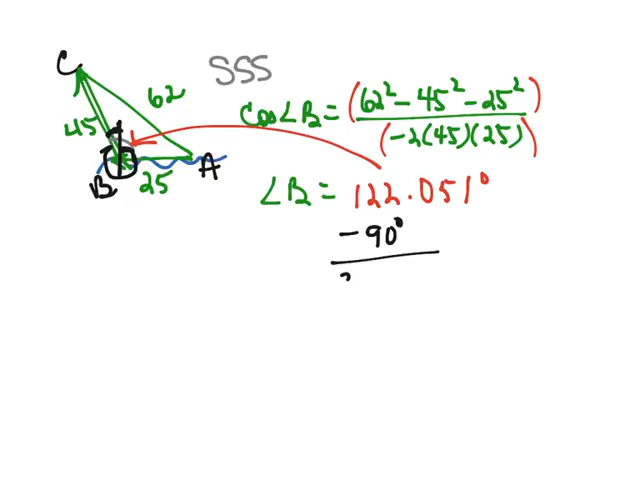 SSS
C
62
45
B
25
A
cos∠B = (62² - 45² - 25²) / (-2(45)(25))
∠B = 122.051°
- 90°